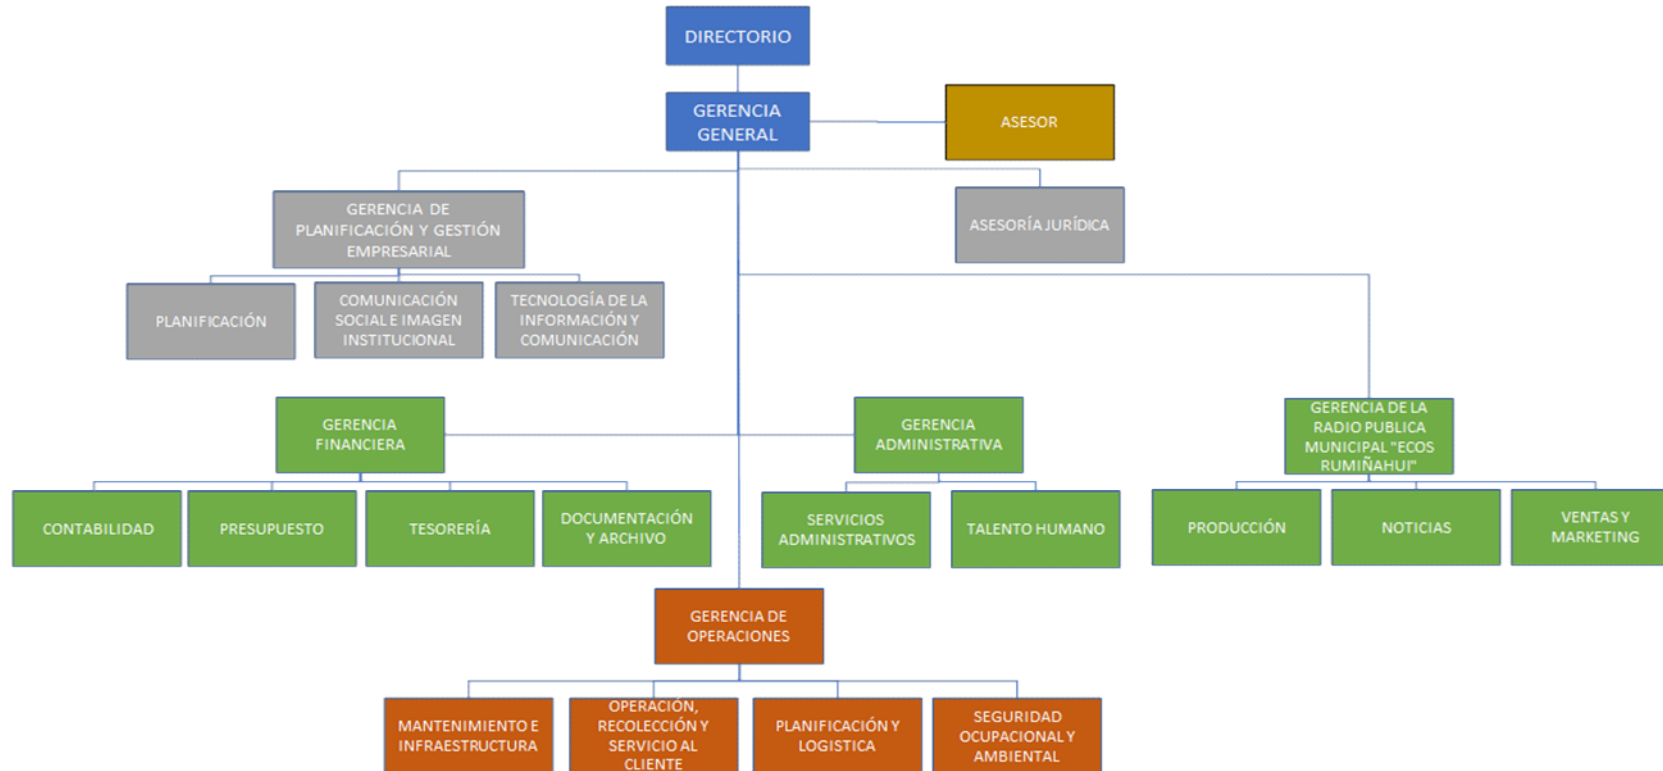 DIRECTORIO
GERENCIA
GENERAL
ASESOR
GERENCIA DE
PLANIFICACIÓN Y GESTIÓN
EMPRESARIAL
ASESORÍA JURÍDICA
PLANIFICACIÓN
COMUNICACIÓN
SOCIAL E IMAGEN
INSTITUCIONAL
TECNOLOGÍA DE LA
INFORMACIÓN Y
COMUNICACIÓN
GERENCIA
FINANCIERA
GERENCIA
ADMINISTRATIVA
GERENCIA DE LA
RADIO PUBLICA
MUNICIPAL "ECOS
RUMIÑAHUI"
CONTABILIDAD
PRESUPUESTO
TESORERÍA
DOCUMENTACIÓN
Y ARCHIVO
SERVICIOS
ADMINISTRATIVOS
TALENTO HUMANO
PRODUCCIÓN
NOTICIAS
VENTAS Y
MARKETING
GERENCIA DE
OPERACIONES
MANTENIMIENTO E
INFRAESTRUCTURA
OPERACIÓN,
RECOLECCIÓN Y
SERVICIO AL
CLIENTE
PLANIFICACIÓN Y
LOGISTICA
SEGURIDAD
OCUPACIONAL Y
AMBIENTAL